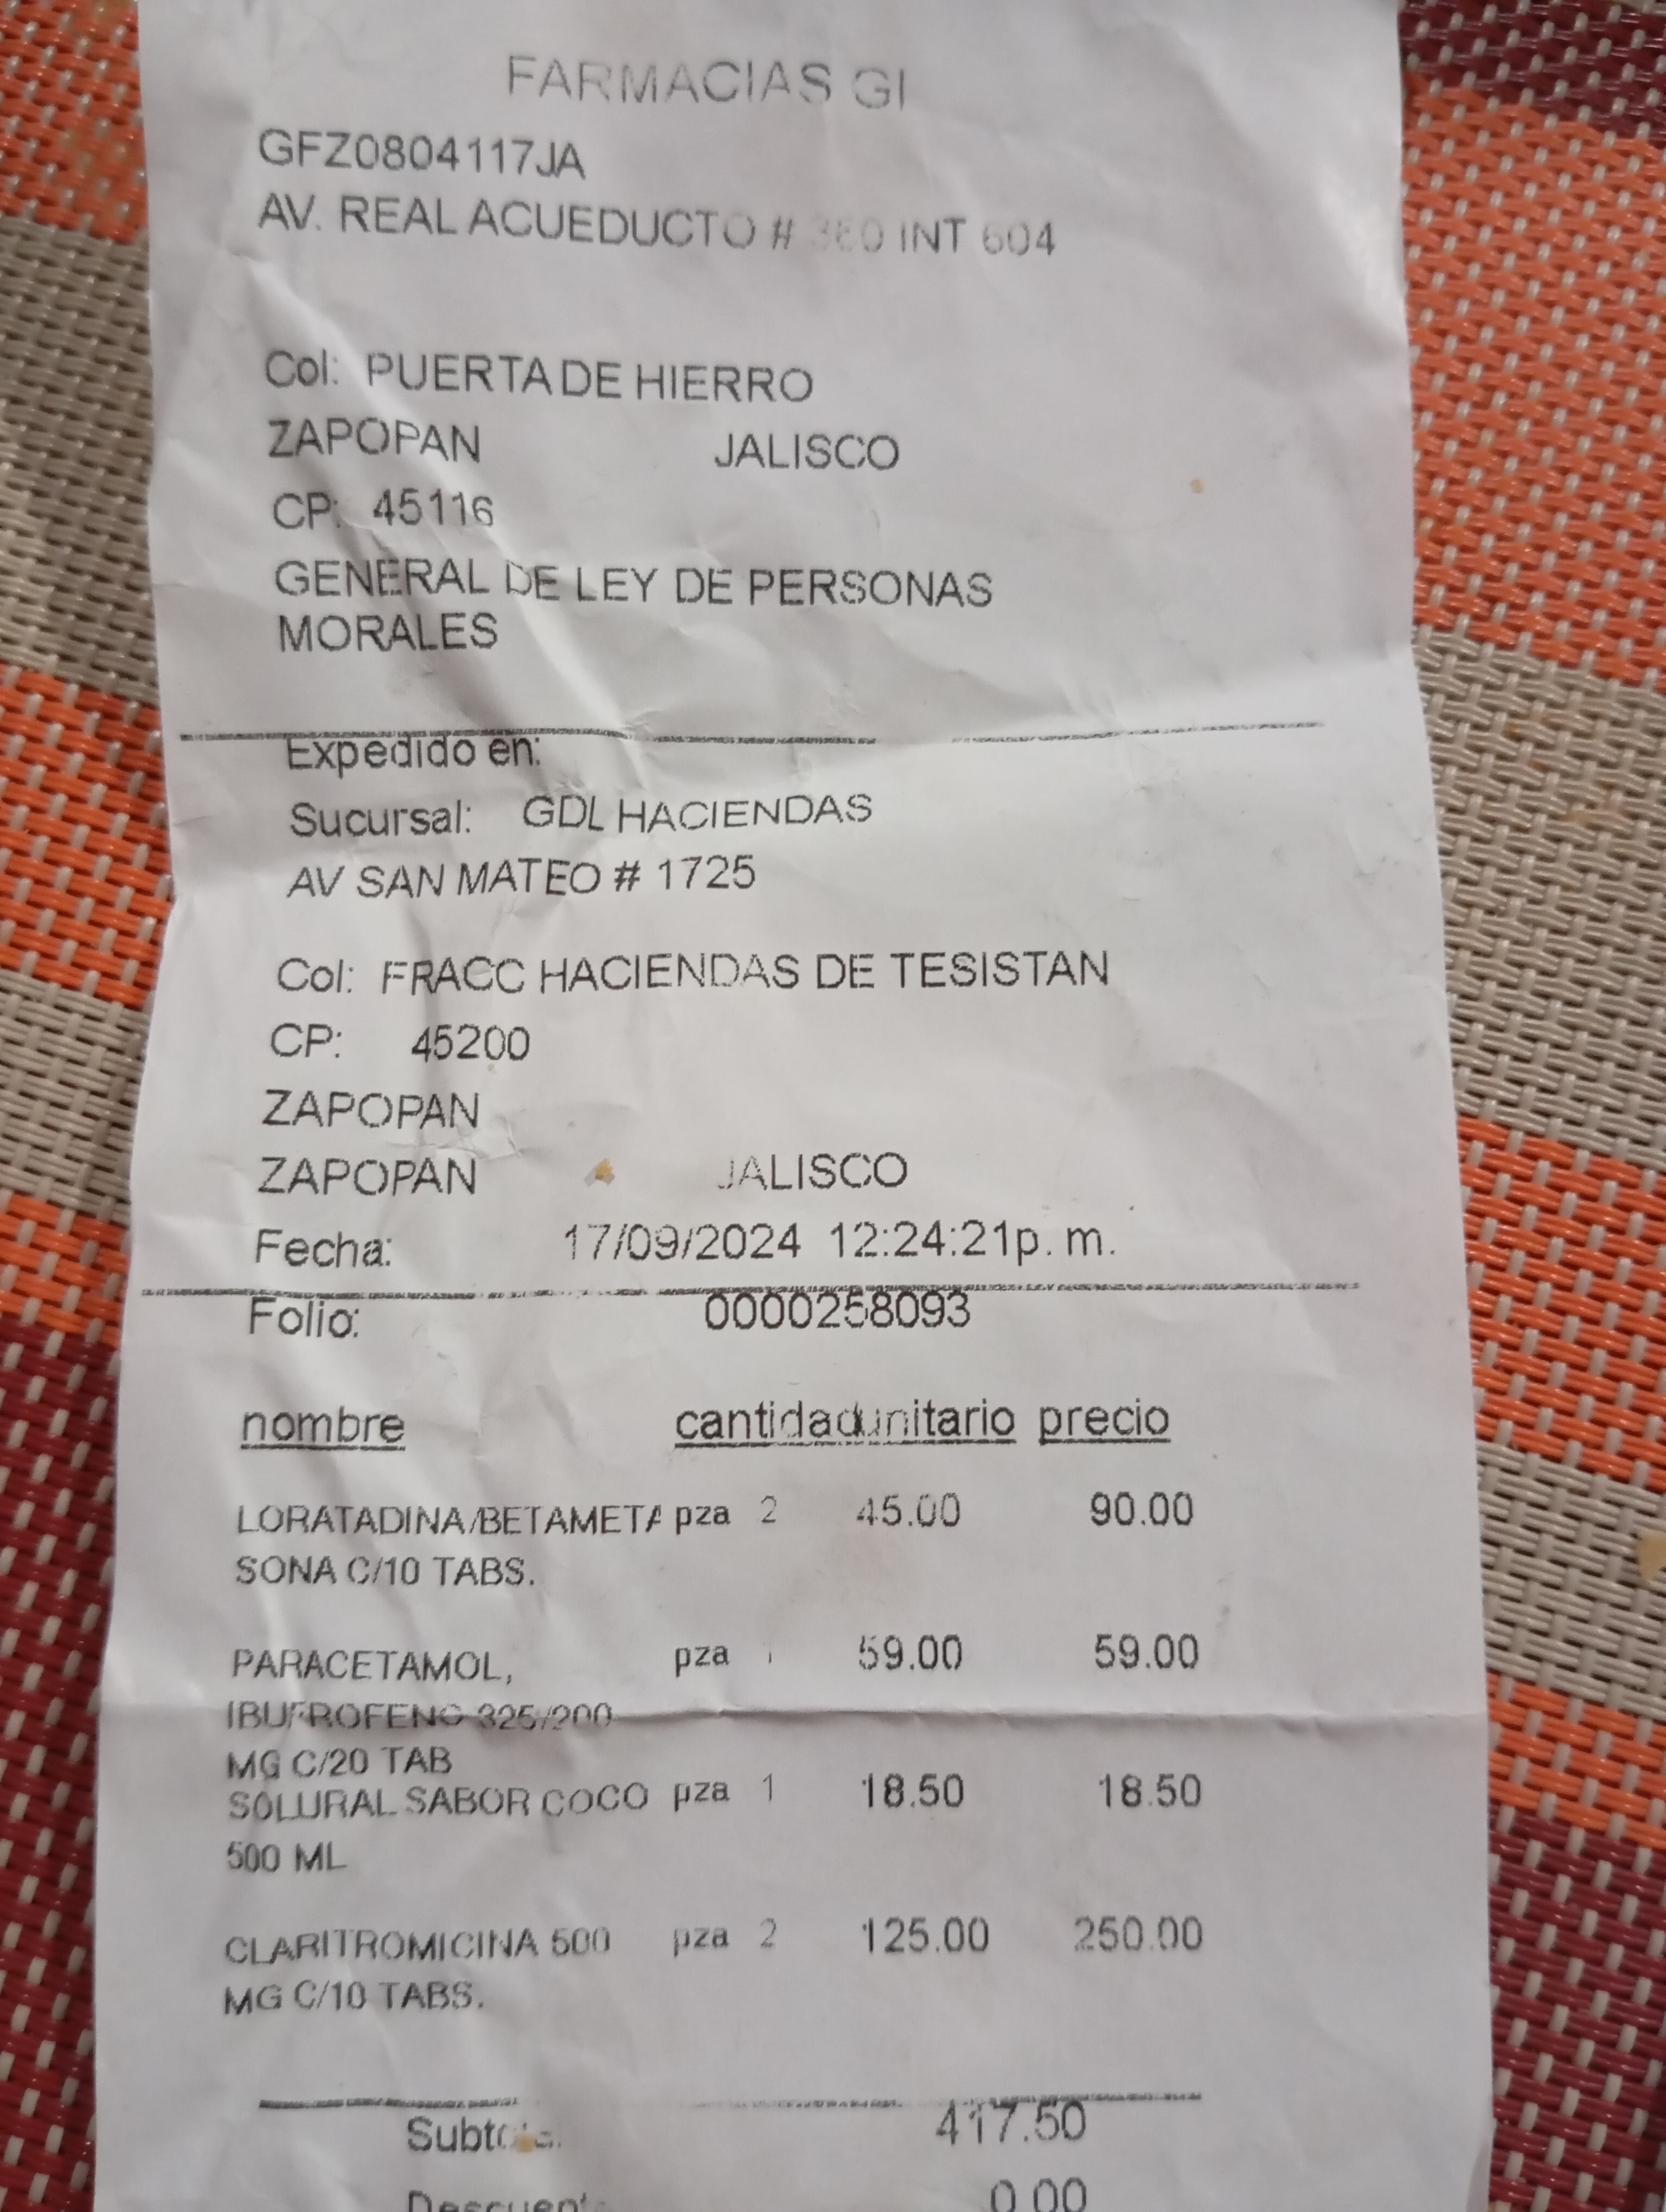 FARMACIAS GI
GFZ0804117JA
AV. REAL ACUEDUCTO # 360 INT 604
Col: PUERTA DE HIERRO
ZAPOPAN JALISCO
CP: 45116
GENERAL DE LEY DE PERSONAS
MORALES
Expedido en:
Sucursal: GDL HACIENDAS
AV SAN MATEO # 1725
Col: FRACC HACIENDAS DE TESISTAN
CP: 45200
ZAPOPAN
ZAPOPAN JALISCO
Fecha: 17/09/2024 12:24:21p. m.
Folio: 0000258093
nombre cantidad unitario precio
LORATADINA/BETAMETA pza 2 45.00 90.00
SONA C/10 TABS.
PARACETAMOL, pza 1 59.00 59.00
IBUFROFENO 325/200
MG C/20 TAB
SOLURAL SABOR COCO pza 1 18.50 18.50
500 ML
CLARITROMICINA 500 pza 2 125.00 250.00
MG C/10 TABS.
417.50
0.00